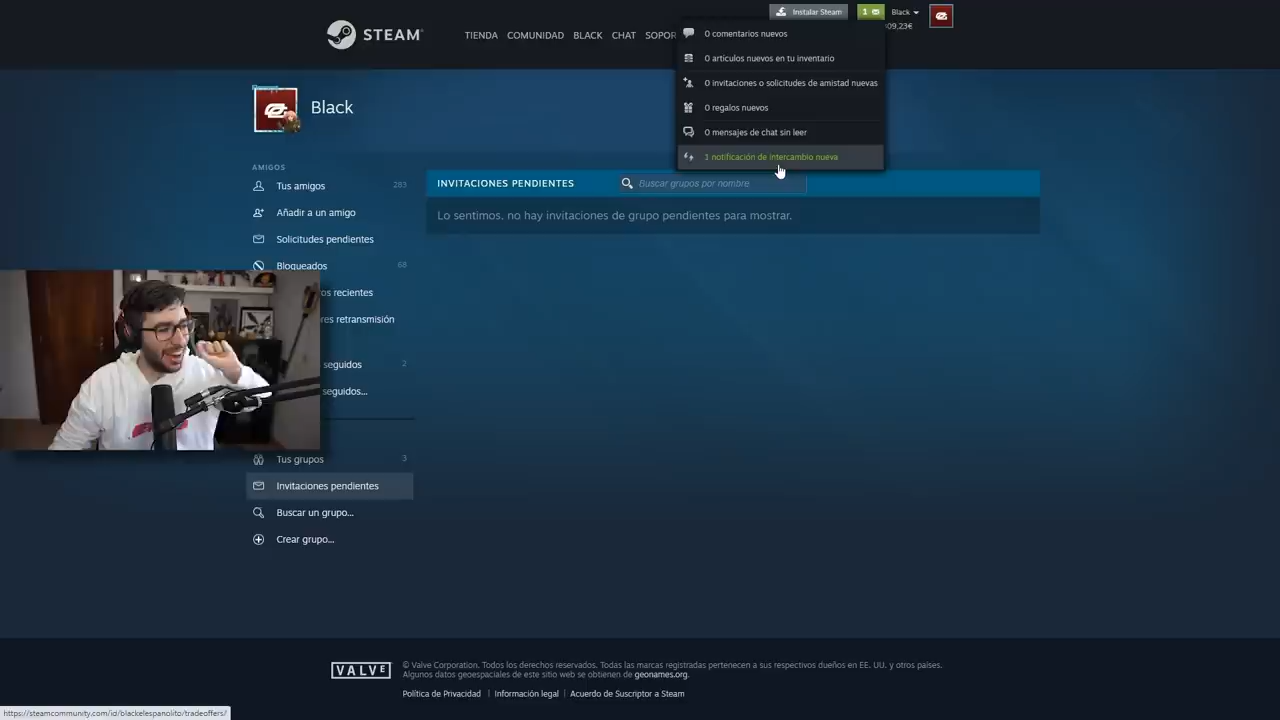 Instalar Steam
1
Black
09,23€
STEAM
TIENDA
COMUNIDAD
BLACK
CHAT
SOPOR
0 comentarios nuevos
0 artículos nuevos en tu inventario
0 invitaciones o solicitudes de amistad nuevas
0 regalos nuevos
0 mensajes de chat sin leer
1 notificación de intercambio nueva
Black
AMIGOS
Tus amigos 283
Añadir a un amigo
Solicitudes pendientes
Bloqueados 68
os recientes
res retransmisión
seguidos 2
seguidos...
Tus grupos 3
Invitaciones pendientes
Buscar un grupo...
Crear grupo...
INVITACIONES PENDIENTES
Buscar grupos por nombre
Lo sentimos, no hay invitaciones de grupo pendientes para mostrar.
VALVE
© Valve Corporation. Todos los derechos reservados. Todas las marcas registradas pertenecen a sus respectivos dueños en EE. UU. y otros países.
Algunos datos geoespaciales de este sitio web se obtienen de geonames.org.
Política de Privacidad | Información legal | Acuerdo de Suscriptor a Steam
https://steamcommunity.com/id/blackelespanolito/tradeoffers/